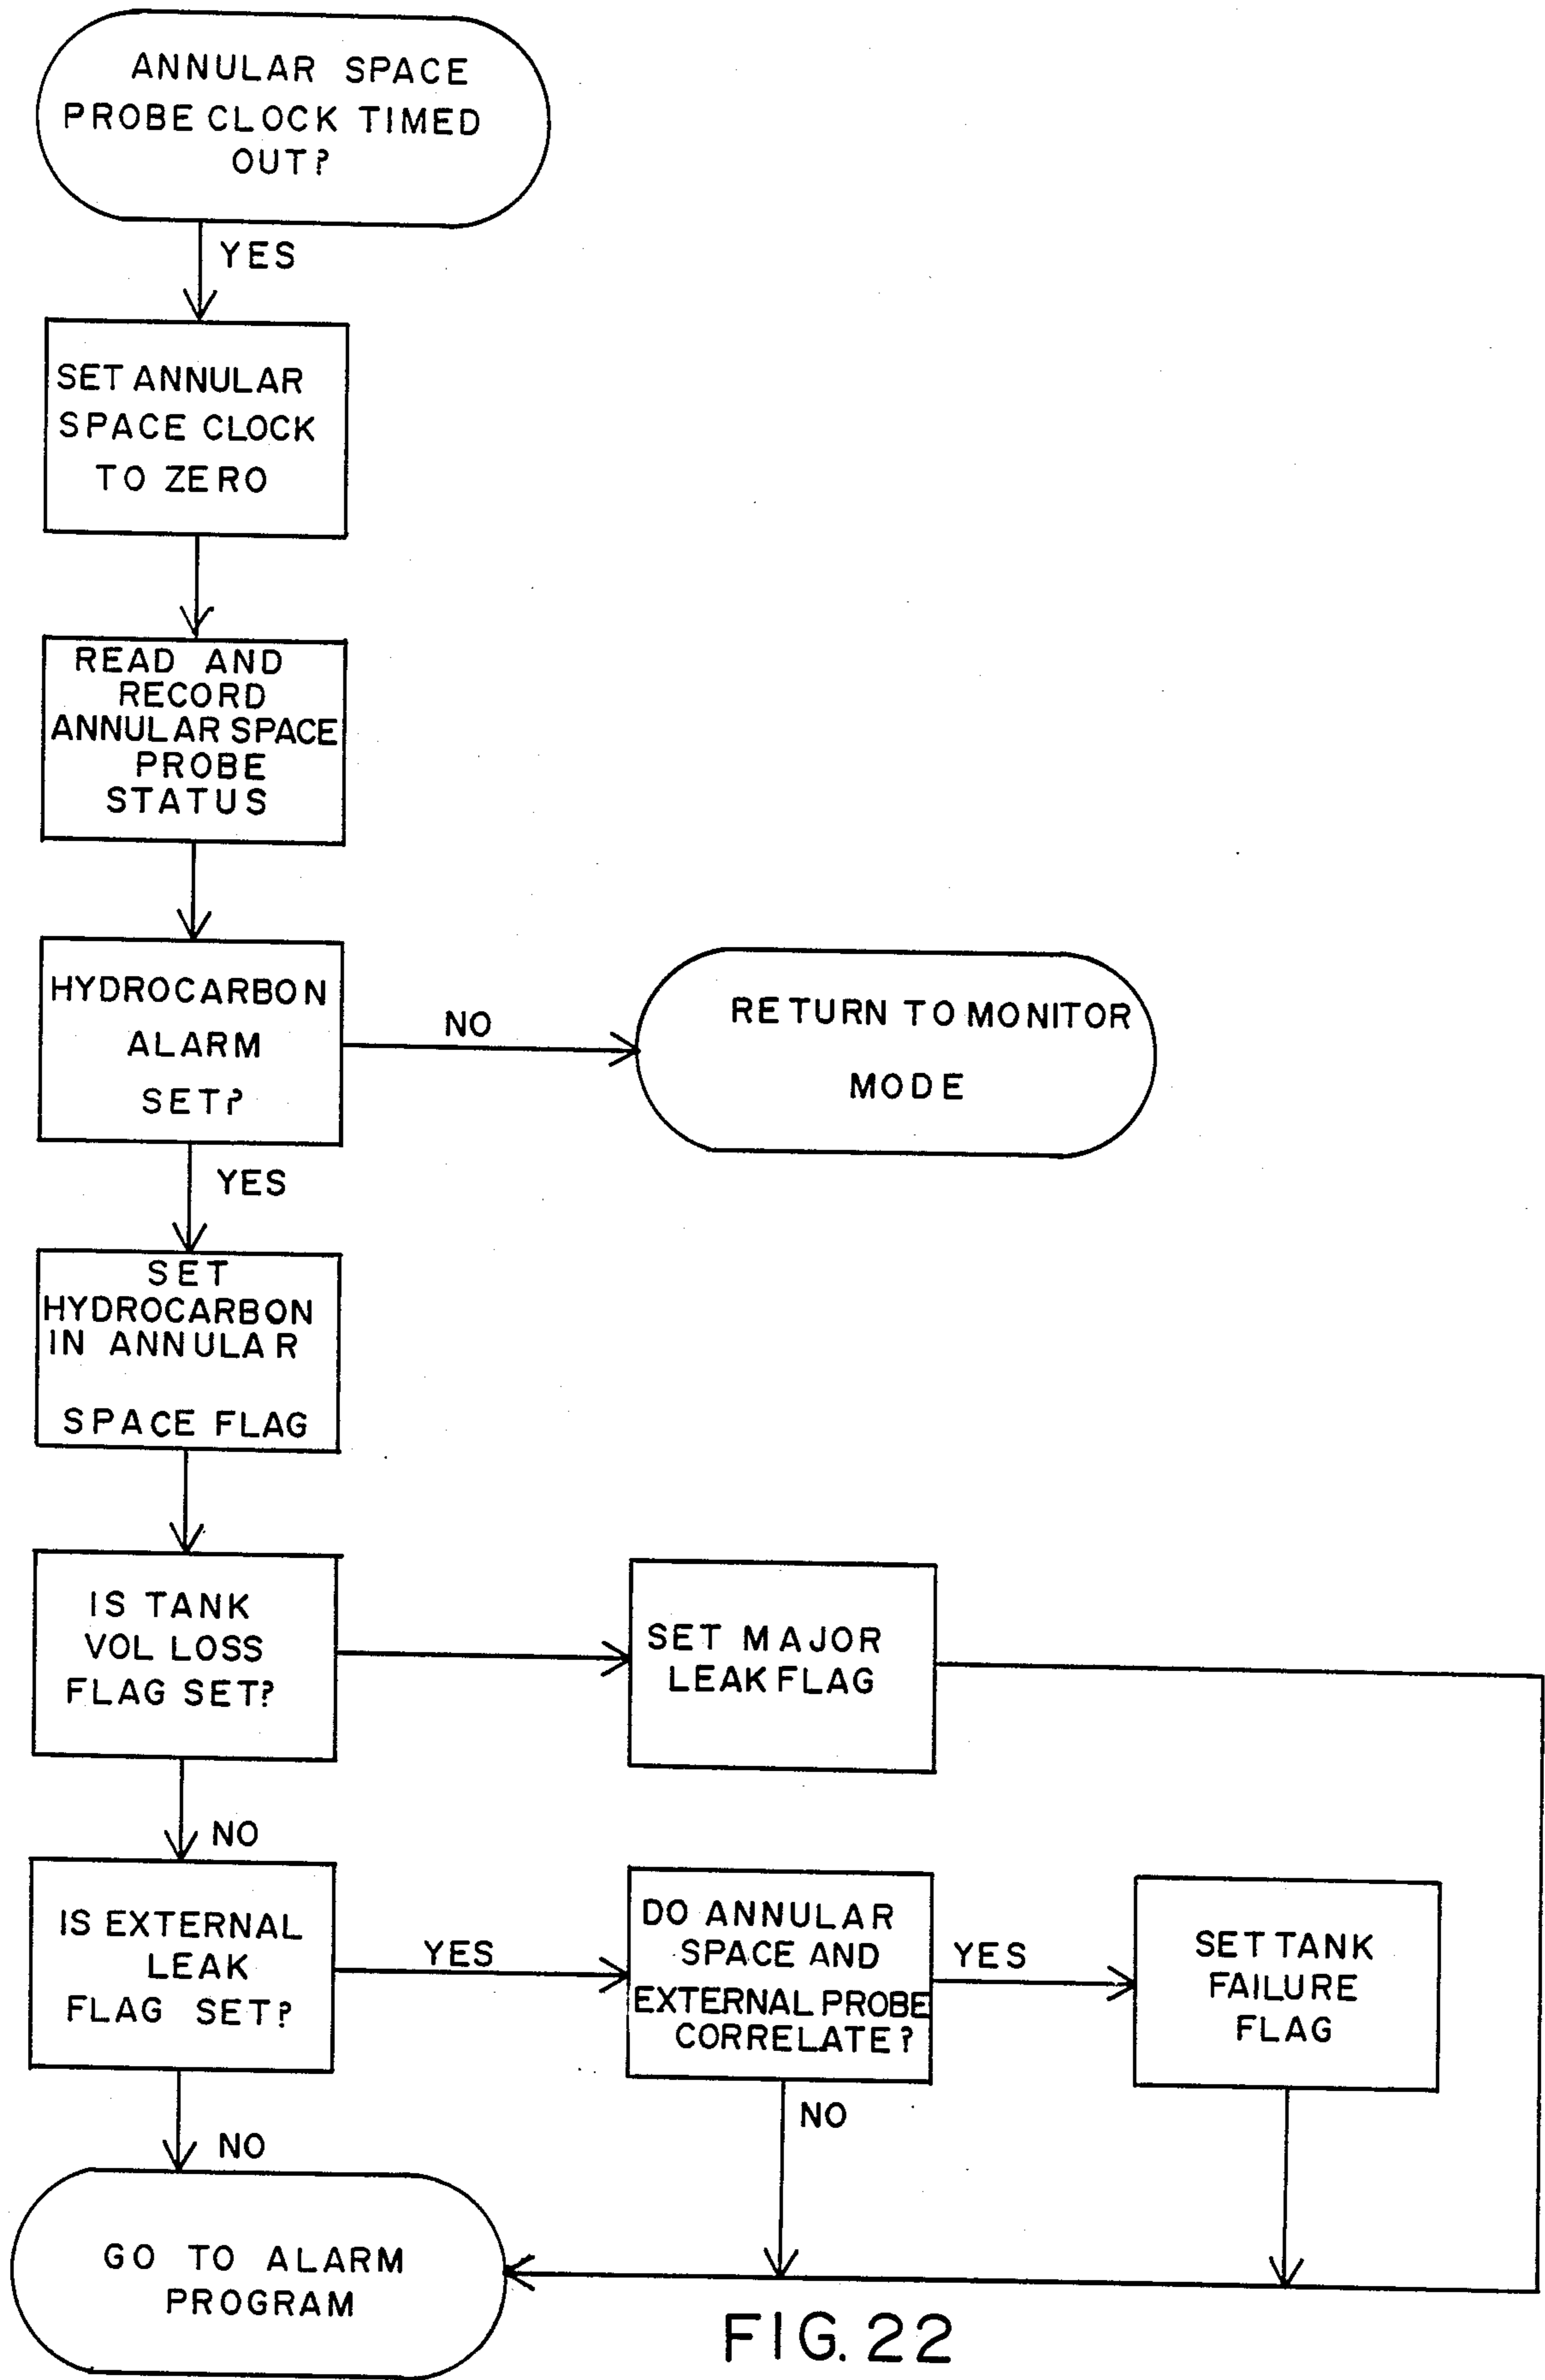 ANNULAR SPACE
PROBE CLOCK TIMED
OUT?
YES
SET ANNULAR
SPACE CLOCK
TO ZERO
READ AND
RECORD
ANNULAR SPACE
PROBE
STATUS
HYDROCARBON
ALARM
SET?
NO
RETURN TO MONITOR
MODE
YES
SET
HYDROCARBON
IN ANNULAR
SPACE FLAG
IS TANK
VOL LOSS
FLAG SET?
SET MAJOR
LEAK FLAG
NO
IS EXTERNAL
LEAK
FLAG SET?
YES
DO ANNULAR
SPACE AND
EXTERNAL PROBE
CORRELATE?
YES
SET TANK
FAILURE
FLAG
NO
NO
GO TO ALARM
PROGRAM
FIG. 22